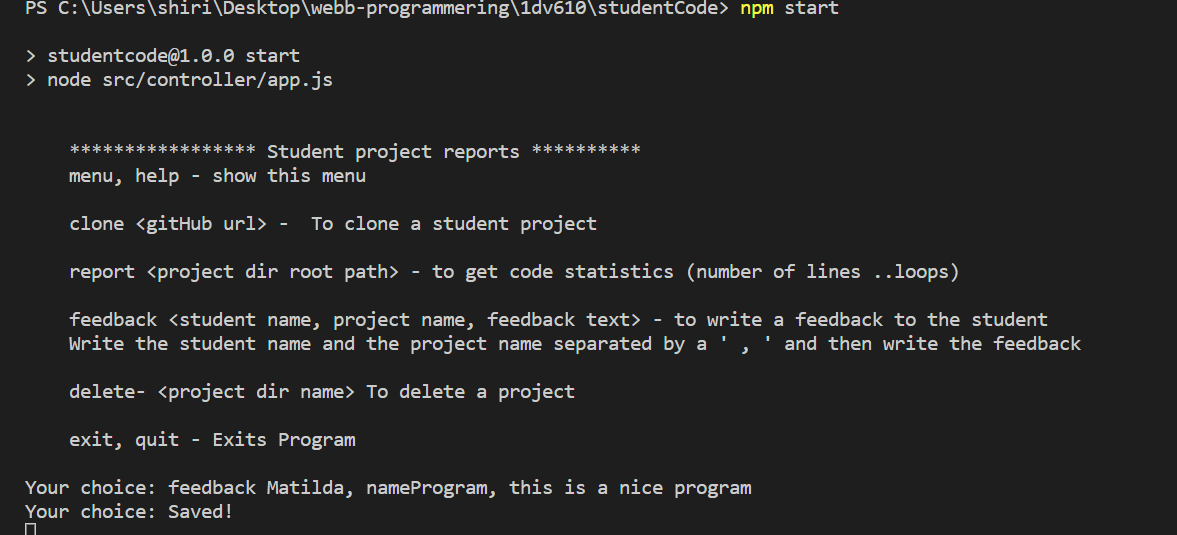 PS C:\Users\shiri\Desktop\webb-programmering\1dv610\studentCode> npm start
> studentcode@1.0.0 start
> node src/controller/app.js
***************** Student project reports **********
menu, help - show this menu
clone <gitHub url> -  To clone a student project
report <project dir root path> - to get code statistics (number of lines ..loops)
feedback <student name, project name, feedback text> - to write a feedback to the student
Write the student name and the project name separated by a ' , ' and then write the feedback
delete- <project dir name> To delete a project
exit, quit - Exits Program
Your choice: feedback Matilda, nameProgram, this is a nice program
Your choice: Saved!